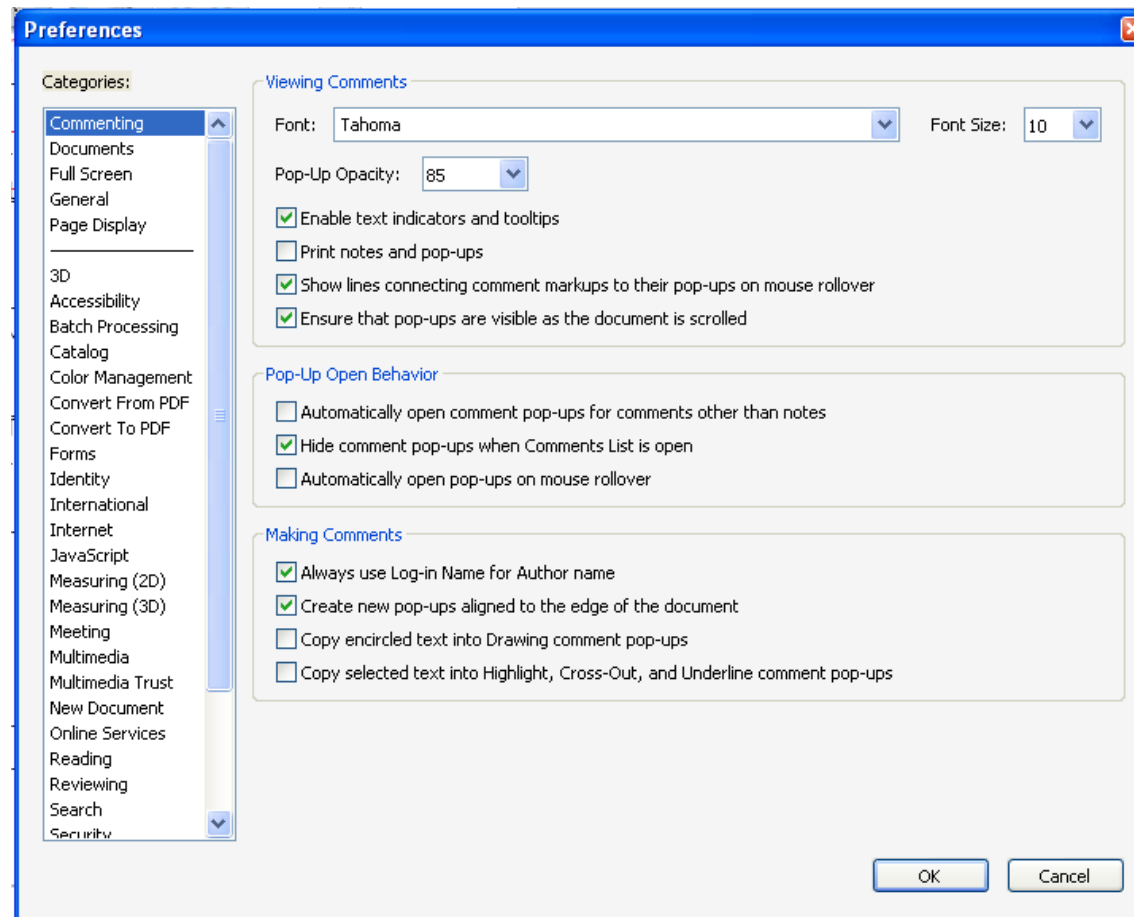 Preferences
Categories:
Commenting
Documents
Full Screen
General
Page Display
3D
Accessibility
Batch Processing
Catalog
Color Management
Convert From PDF
Convert To PDF
Forms
Identity
International
Internet
JavaScript
Measuring (2D)
Measuring (3D)
Meeting
Multimedia
Multimedia Trust
New Document
Online Services
Reading
Reviewing
Search
Security
Viewing Comments
Font: Tahoma Font Size: 10
Pop-Up Opacity: 85
Enable text indicators and tooltips
Print notes and pop-ups
Show lines connecting comment markups to their pop-ups on mouse rollover
Ensure that pop-ups are visible as the document is scrolled
Pop-Up Open Behavior
Automatically open comment pop-ups for comments other than notes
Hide comment pop-ups when Comments List is open
Automatically open pop-ups on mouse rollover
Making Comments
Always use Log-in Name for Author name
Create new pop-ups aligned to the edge of the document
Copy encircled text into Drawing comment pop-ups
Copy selected text into Highlight, Cross-Out, and Underline comment pop-ups
OK Cancel